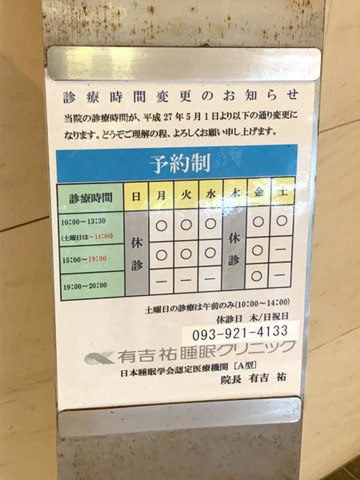 診療時間変更のお知らせ
当院の診療時間が、平成27年5月1日より以下の通り変更に
なります。どうぞご理解の程、よろしくお願い申し上げます。
予約制
診療時間 日 月 火 水 木 金 土
10:00～13:30 ○ ○ ○ ○ ○
(土曜日は～14:00)
休診 休診
15:00～19:00 ○ ○ ○ ○ ―
19:00～20:00 ― ― ― ○ ―
土曜日の診療は午前のみ(10:00～14:00)
休診日 木/日祝日
093-921-4133
有吉祐睡眠クリニック
日本睡眠学会認定医療機関 [A型]
院長 有吉 祐